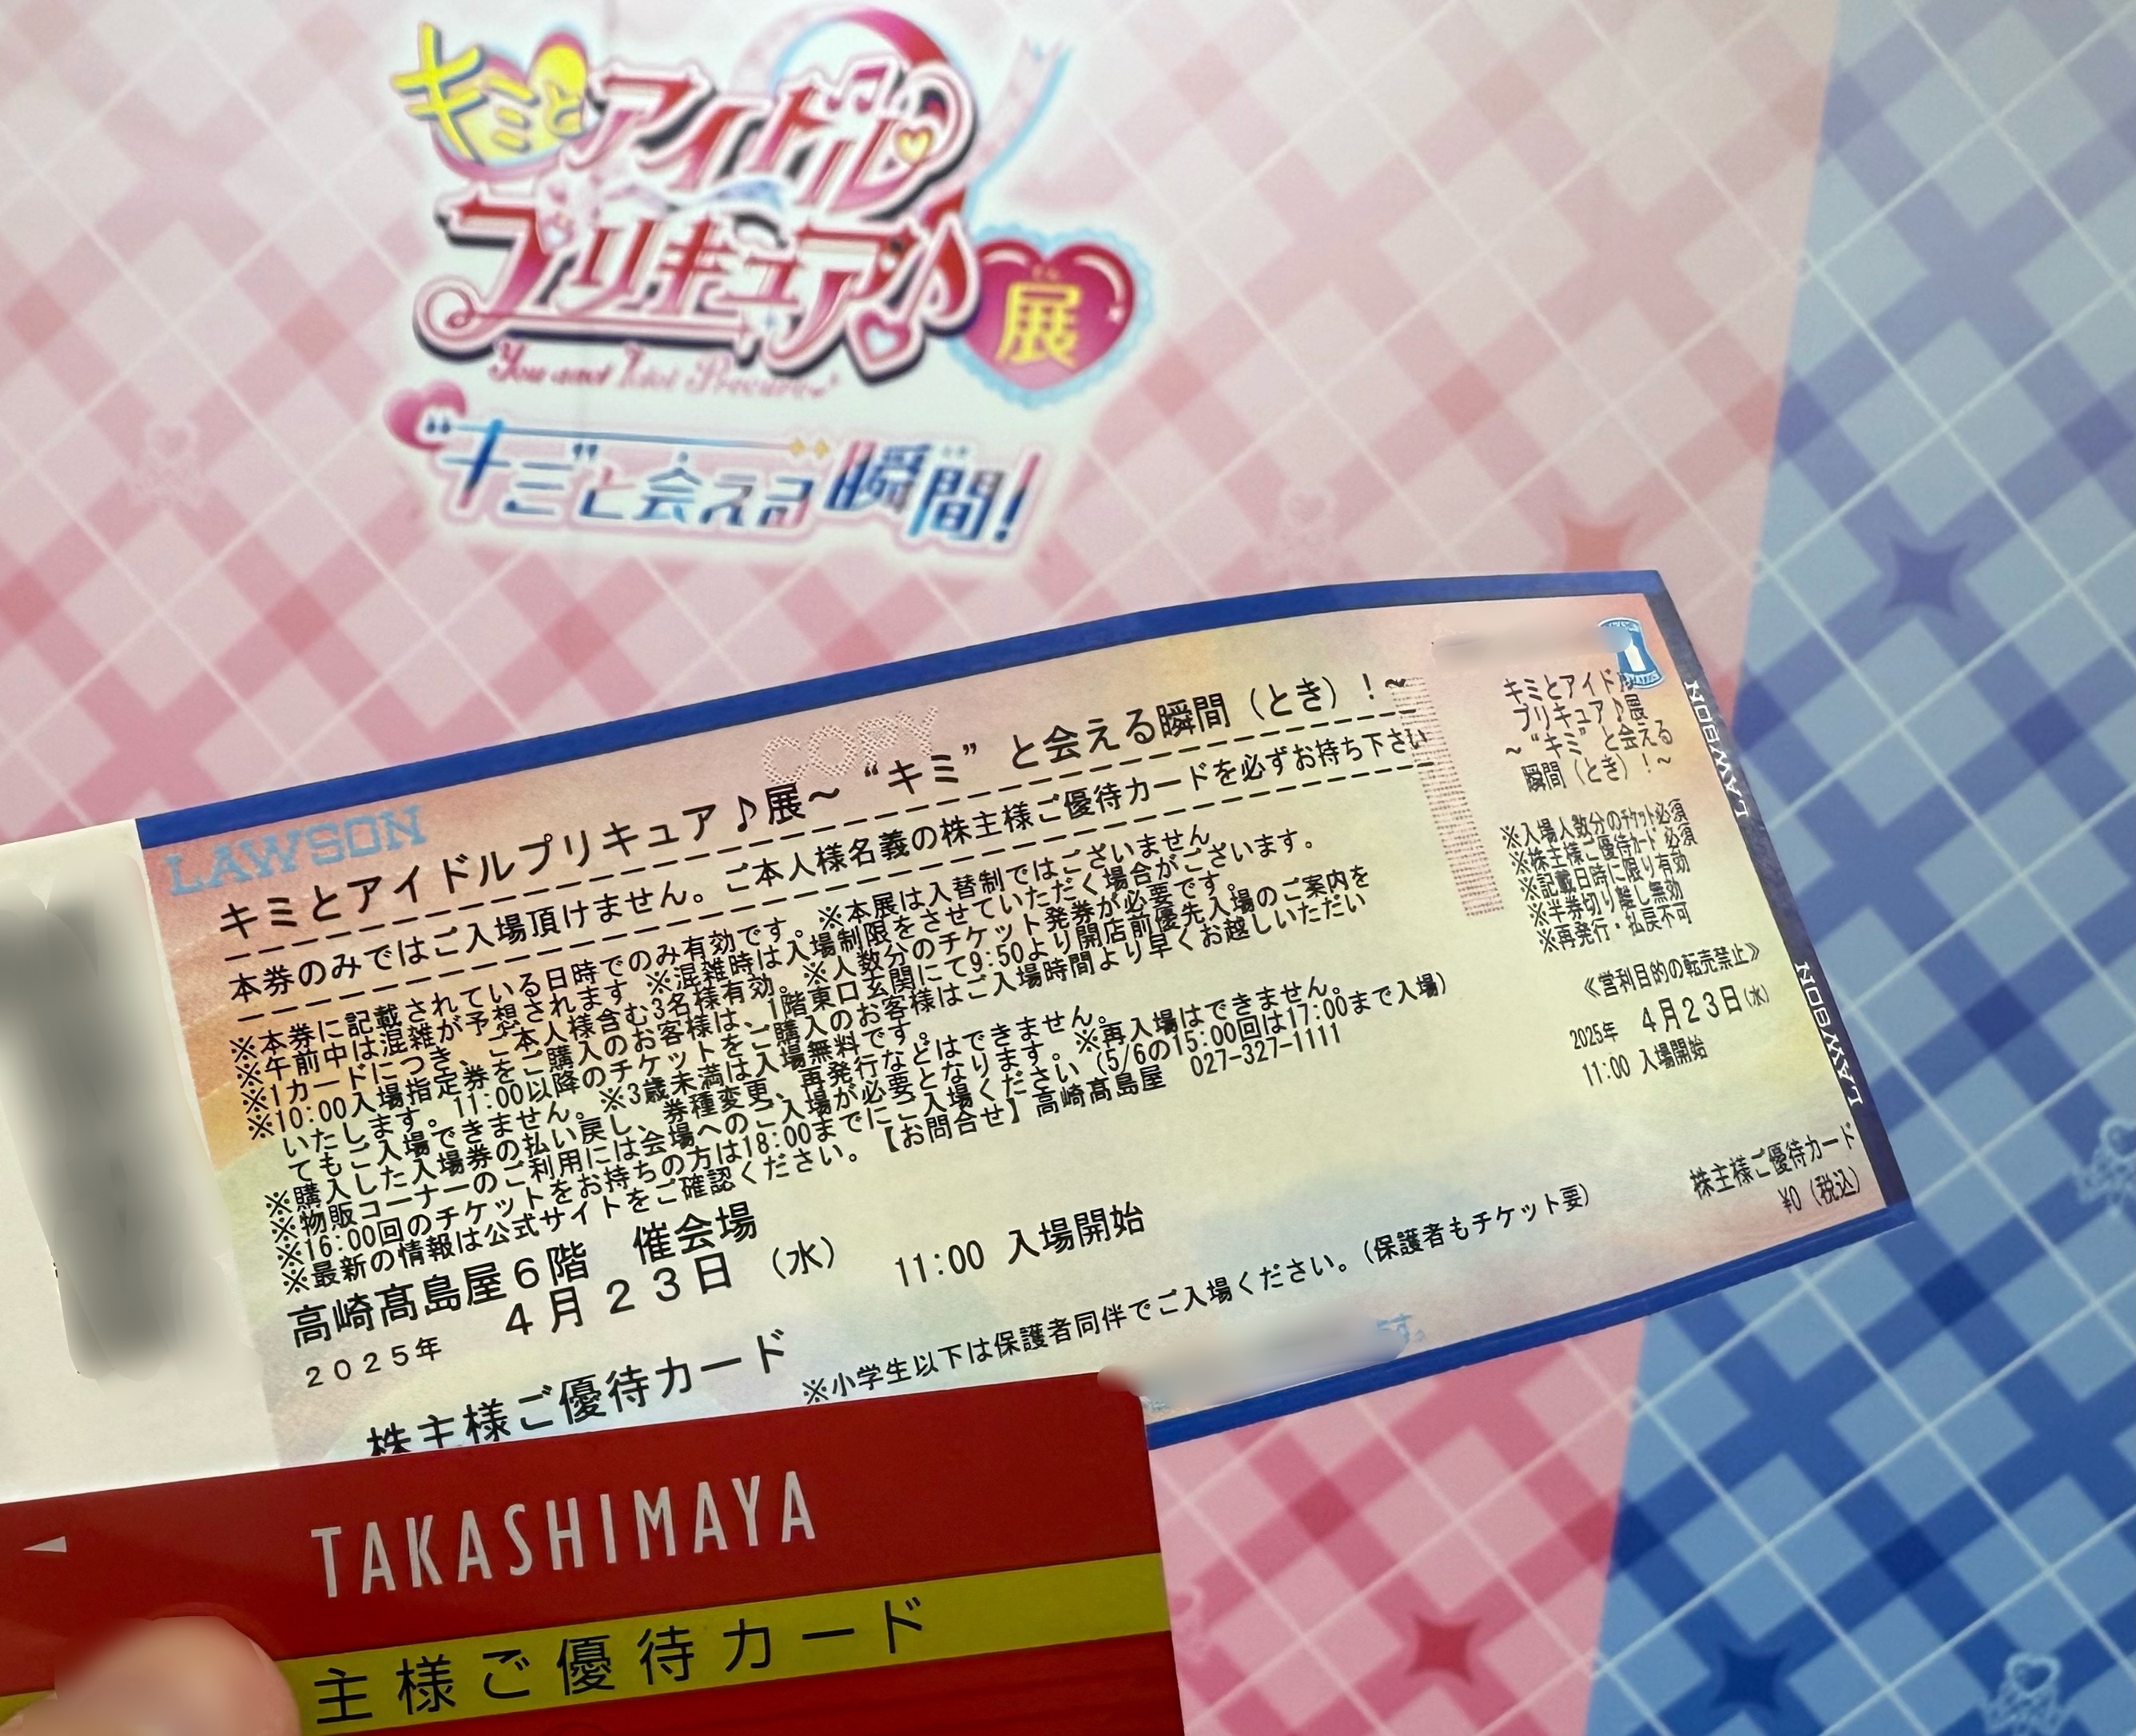 キミとアイドル
プリキュア♪展
You and Idol Precure♪
“キミ”と会える瞬間!
LAWSON
COPY
キミとアイドルプリキュア♪展～“キミ”と会える瞬間(とき)!～
本券のみではご入場頂けません。ご本人様名義の株主様ご優待カードを必ずお持ち下さい
※本券に記載されている日時でのみ有効です。※本展は入替制ではございません。
※午前中は混雑が予想されます。※混雑時は入場制限をさせていただく場合がございます。
※1カードにつき、ご本人様含む3名様有効。※人数分のチケット発券が必要です。
※10:00入場指定券をご購入のお客様は、1階東口玄関にて9:50より開店前優先入場のご案内を
いたします。11:00以降のチケットをご購入のお客様はご入場時間より早くお越しいただい
てもご入場できません。※3歳未満は入場無料です。
※購入した入場券の払い戻し、券種変更、再発行などはできません。
※物販コーナーのご利用には会場へのご入場が必要となります。※再入場はできません。
※16:00回のチケットをお持ちの方は18:00までにご入場ください(5/6の15:00回は17:00まで入場)
※最新の情報は公式サイトをご確認ください。【お問合せ】高崎髙島屋 027-327-1111
高崎髙島屋6階 催会場
2025年 4月23日(水) 11:00 入場開始
株主様ご優待カード
※小学生以下は保護者同伴でご入場ください。(保護者もチケット要)
す。
キミとアイドル
プリキュア♪展
～“キミ”と会える
瞬間(とき)!～
※入場人数分のチケット必須
※株主様ご優待カード必須
※記載日時に限り有効
※半券切り離し無効
※再発行・払戻不可
《営利目的の転売禁止》
2025年 4月23日(水)
11:00 入場開始
株主様ご優待カード
¥0(税込)
LAWSON
LAWSON
TAKASHIMAYA
主様ご優待カード